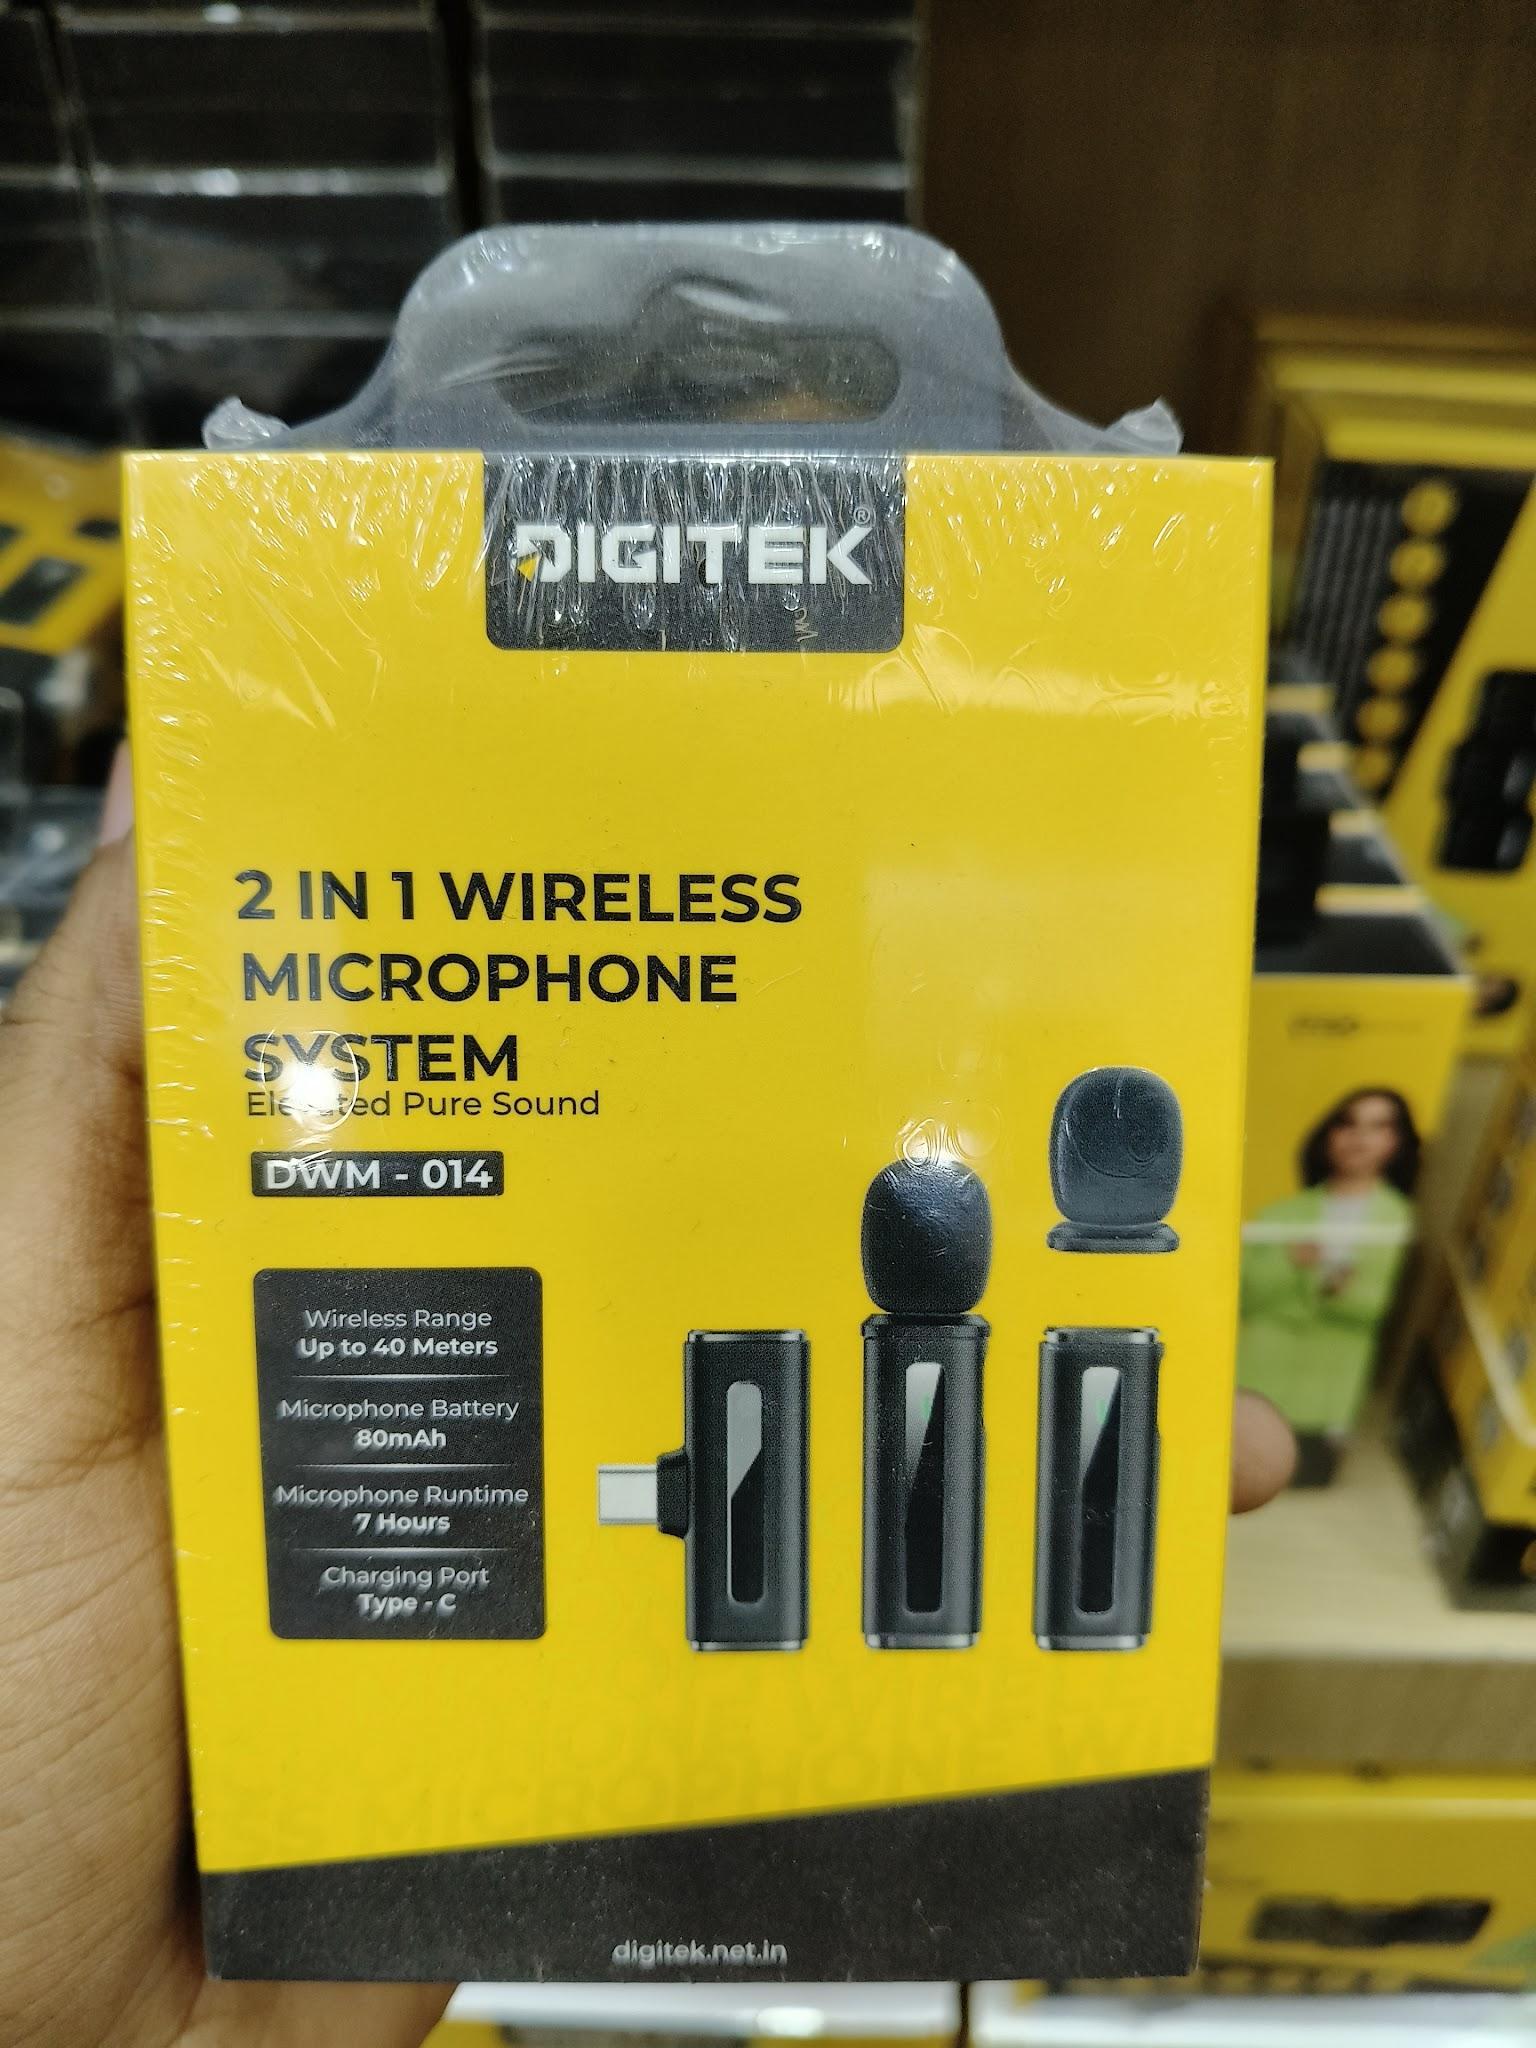 DIGITEK®
2 IN 1 WIRELESS
MICROPHONE
SYSTEM
Elevated Pure Sound
DWM - 014
Wireless Range
Up to 40 Meters
Microphone Battery
80mAh
Microphone Runtime
7 Hours
Charging Port
Type - C
digitek.net.in